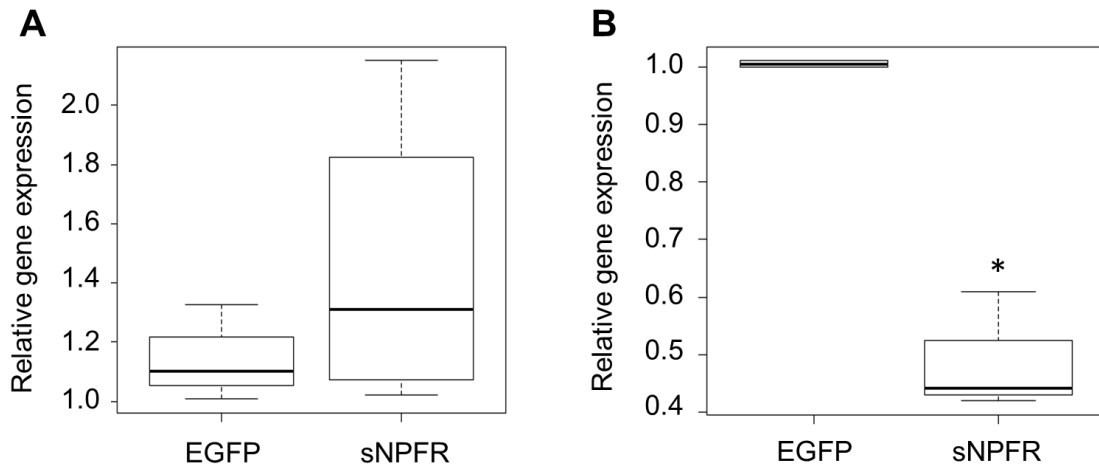 A
Relative gene expression
2.0
1.8
1.6
1.4
1.2
1.0
EGFP
sNPFR
B
Relative gene expression
1.0
0.9
0.8
0.7
0.6
0.5
0.4
*
EGFP
sNPFR